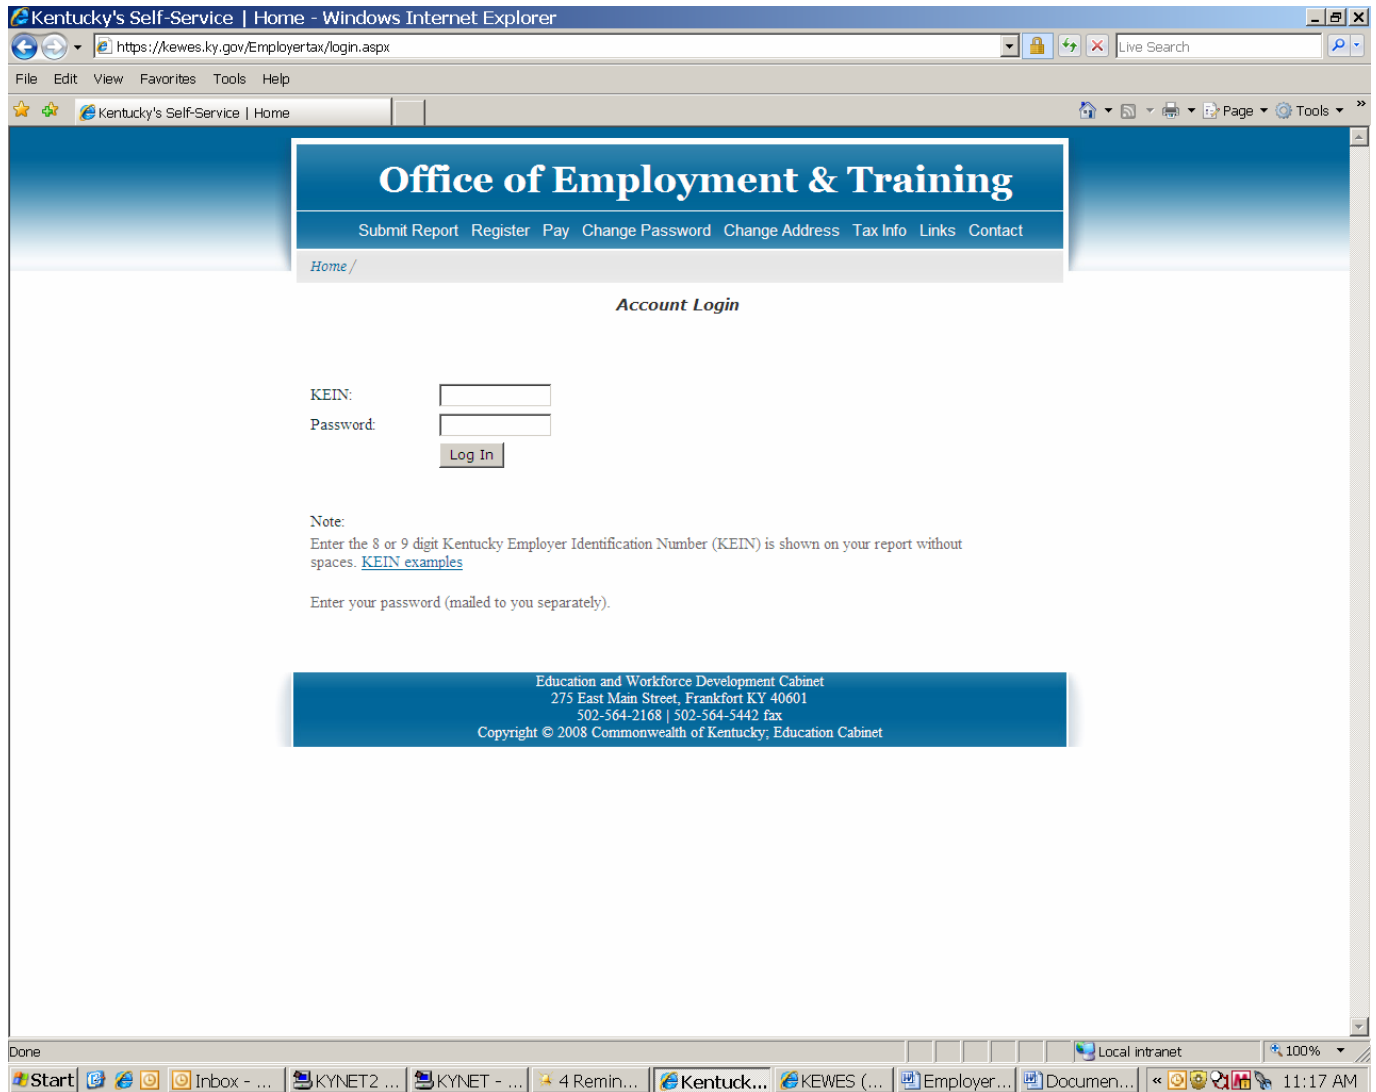 Kentucky's Self-Service | Home - Windows Internet Explorer
https://kewes.ky.gov/Employertax/login.aspx
Live Search
File Edit View Favorites Tools Help
Kentucky's Self-Service | Home
Page Tools »
Office of Employment & Training
Submit Report Register Pay Change Password Change Address Tax Info Links Contact
Home /
Account Login
KEIN:
Password:
Log In
Note:
Enter the 8 or 9 digit Kentucky Employer Identification Number (KEIN) is shown on your report without
spaces. KEIN examples
Enter your password (mailed to you separately).
Education and Workforce Development Cabinet
275 East Main Street, Frankfort KY 40601
502-564-2168 | 502-564-5442 fax
Copyright © 2008 Commonwealth of Kentucky; Education Cabinet
Done
Local intranet
100%
Start Inbox - ... KYNET2 ... KYNET - ... 4 Remin... Kentuck... KEWES (... Employer... Documen... « 11:17 AM